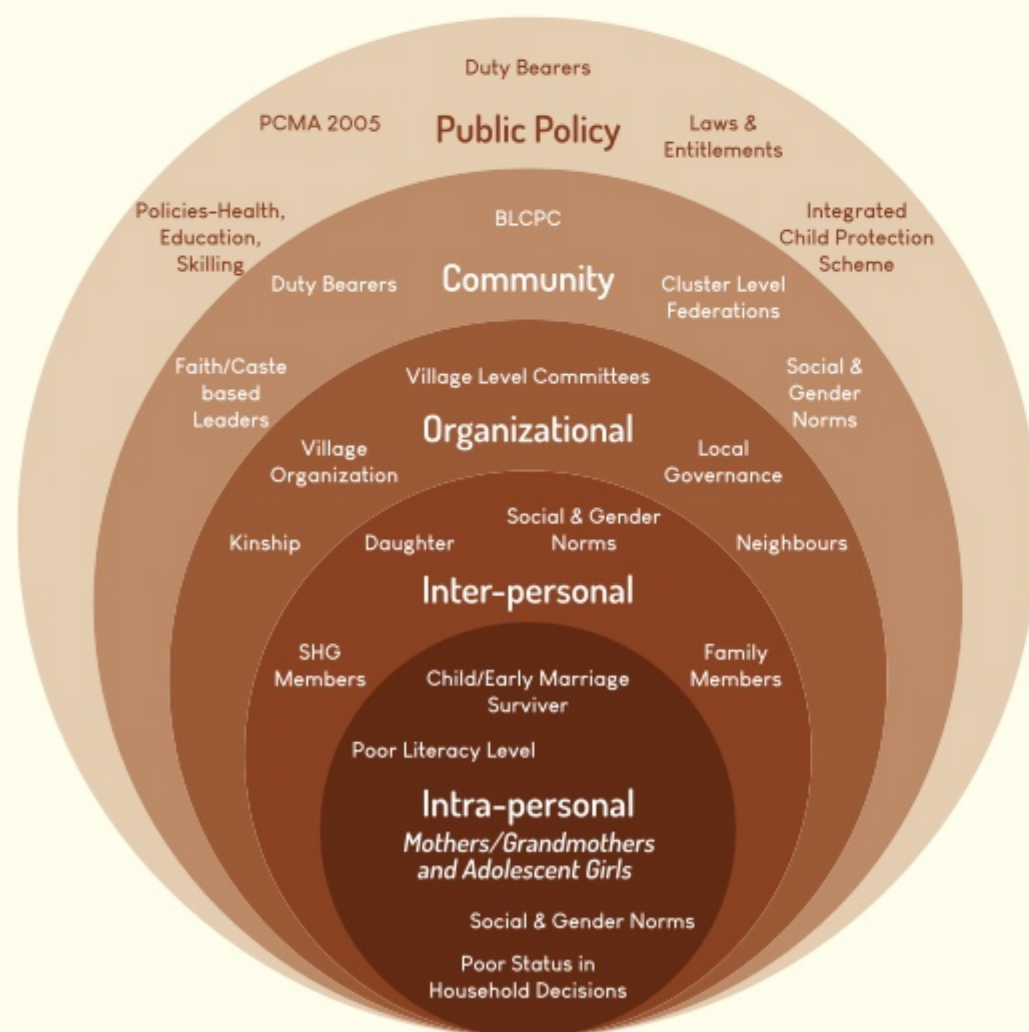 Duty Bearers
PCMA 2005
Public Policy
Laws &
Entitlements
Policies-Health,
Education,
Skilling
Integrated
Child Protection
Scheme
BLCPC
Duty Bearers
Community
Cluster Level
Federations
Faith/Caste
based
Leaders
Social &
Gender
Norms
Village Level Committees
Organizational
Village
Organization
Local
Governance
Kinship
Neighbours
Daughter
Social & Gender
Norms
Inter-personal
SHG
Members
Family
Members
Child/Early Marriage
Surviver
Poor Literacy Level
Intra-personal
Mothers/Grandmothers
and Adolescent Girls
Social & Gender Norms
Poor Status in
Household Decisions